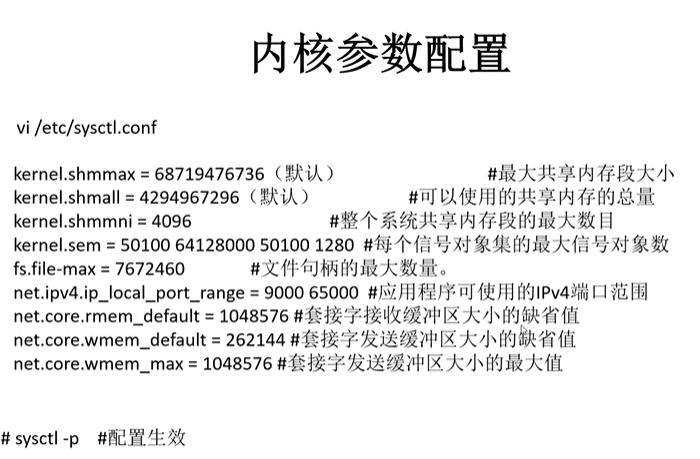 内核参数配置
vi /etc/sysctl.conf
kernel.shmmax = 68719476736（默认） #最大共享内存段大小
kernel.shmall = 4294967296（默认） #可以使用的共享内存的总量
kernel.shmmni = 4096 #整个系统共享内存段的最大数目
kernel.sem = 50100 64128000 50100 1280 #每个信号对象集的最大信号对象数
fs.file-max = 7672460 #文件句柄的最大数量。
net.ipv4.ip_local_port_range = 9000 65000 #应用程序可使用的IPv4端口范围
net.core.rmem_default = 1048576 #套接字接收缓冲区大小的缺省值
net.core.wmem_default = 262144 #套接字发送缓冲区大小的缺省值
net.core.wmem_max = 1048576 #套接字发送缓冲区大小的最大值
# sysctl -p #配置生效